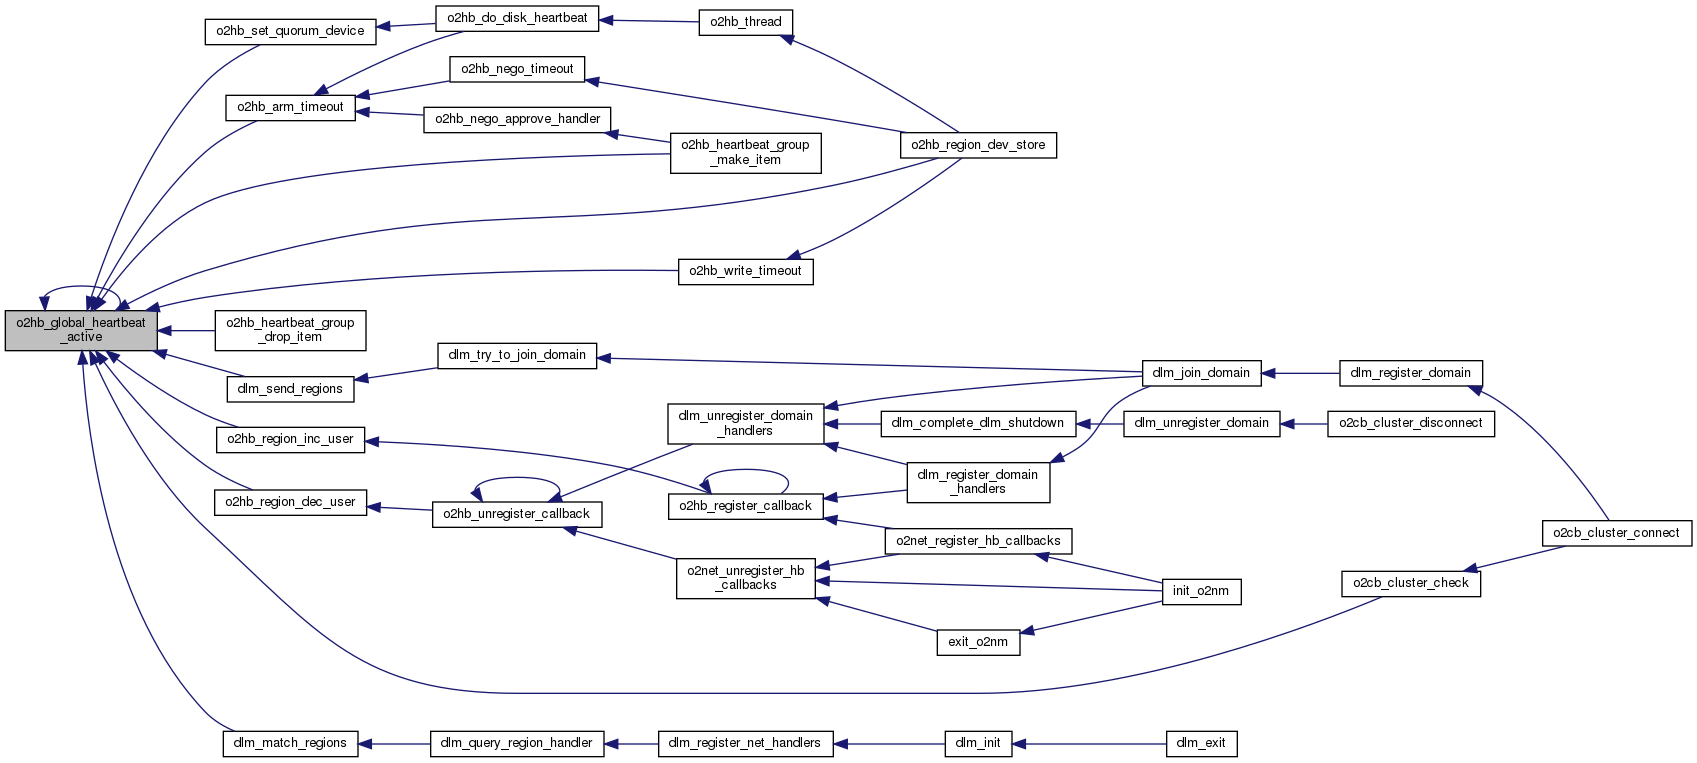 o2hb_do_disk_heartbeat
o2hb_thread
o2hb_set_quorum_device
o2hb_nego_timeout
o2hb_arm_timeout
o2hb_nego_approve_handler
o2hb_heartbeat_group
_make_item
o2hb_region_dev_store
o2hb_write_timeout
o2hb_global_heartbeat
_active
o2hb_heartbeat_group
_drop_item
dlm_try_to_join_domain
dlm_send_regions
dlm_join_domain
dlm_register_domain
dlm_unregister_domain
_handlers
dlm_complete_dlm_shutdown
dlm_unregister_domain
o2cb_cluster_disconnect
o2hb_region_inc_user
dlm_register_domain
_handlers
o2hb_region_dec_user
o2hb_unregister_callback
o2hb_register_callback
o2net_register_hb_callbacks
o2cb_cluster_connect
o2net_unregister_hb
_callbacks
init_o2nm
o2cb_cluster_check
exit_o2nm
dlm_match_regions
dlm_query_region_handler
dlm_register_net_handlers
dlm_init
dlm_exit